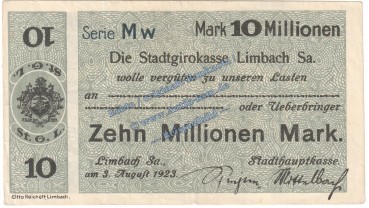 10
St. G. L.
10
Serie Mw Mark 10 Millionen
Die Stadtgirokasse Limbach Sa.
wolle vergüten zu unseren Lasten
an
oder Ueberbringer
Zehn Millionen Mark.
Limbach Sa., Stadthauptkasse.
am 3. August 1923.
Otto Reichelt, Limbach.